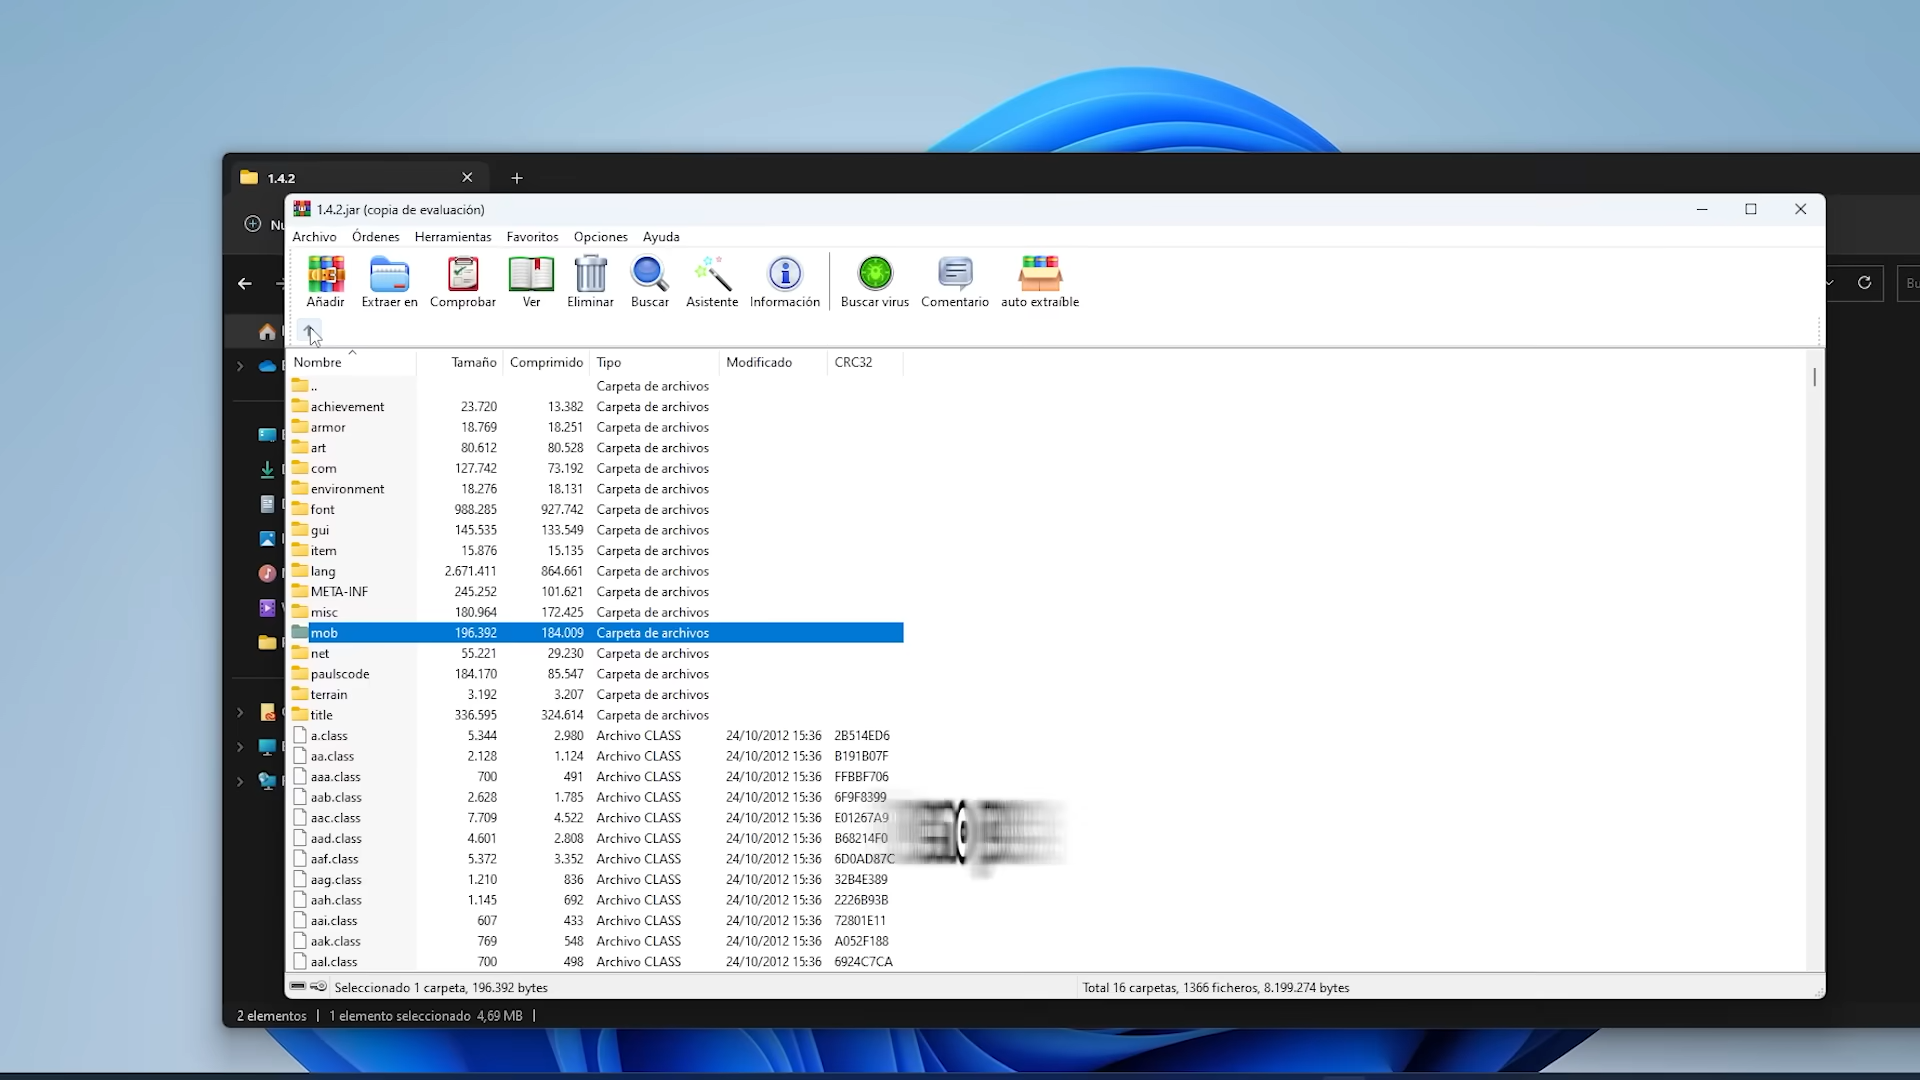 1.4.2
1.4.2.jar (copia de evaluación)
Archivo Órdenes Herramientas Favoritos Opciones Ayuda
Añadir Extraer en Comprobar Ver Eliminar Buscar Asistente Información Buscar virus Comentario auto extraíble
Nombre Tamaño Comprimido Tipo Modificado CRC32
.. Carpeta de archivos
achievement 23.720 13.382 Carpeta de archivos
armor 18.769 18.251 Carpeta de archivos
art 80.612 80.528 Carpeta de archivos
com 127.742 73.192 Carpeta de archivos
environment 18.276 18.131 Carpeta de archivos
font 988.285 927.742 Carpeta de archivos
gui 145.535 133.549 Carpeta de archivos
item 15.876 15.135 Carpeta de archivos
lang 2.671.411 864.661 Carpeta de archivos
META-INF 245.252 101.621 Carpeta de archivos
misc 180.964 172.425 Carpeta de archivos
mob 196.392 184.009 Carpeta de archivos
net 55.221 29.230 Carpeta de archivos
paulscode 184.170 85.547 Carpeta de archivos
terrain 3.192 3.207 Carpeta de archivos
title 336.595 324.614 Carpeta de archivos
a.class 5.344 2.980 Archivo CLASS 24/10/2012 15:36 2B514ED6
aa.class 2.128 1.124 Archivo CLASS 24/10/2012 15:36 B191B07F
aaa.class 700 491 Archivo CLASS 24/10/2012 15:36 FFBBF706
aab.class 2.628 1.785 Archivo CLASS 24/10/2012 15:36 6F9F8399
aac.class 7.709 4.522 Archivo CLASS 24/10/2012 15:36 E01267A9
aad.class 4.601 2.808 Archivo CLASS 24/10/2012 15:36 B68214F0
aaf.class 5.372 3.352 Archivo CLASS 24/10/2012 15:36 6D0AD87C
aag.class 1.210 836 Archivo CLASS 24/10/2012 15:36 32B4E389
aah.class 1.145 692 Archivo CLASS 24/10/2012 15:36 2226B93B
aai.class 607 433 Archivo CLASS 24/10/2012 15:36 72801E11
aak.class 769 548 Archivo CLASS 24/10/2012 15:36 A052F188
aal.class 700 498 Archivo CLASS 24/10/2012 15:36 6924C7CA
Seleccionado 1 carpeta, 196.392 bytes Total 16 carpetas, 1366 ficheros, 8.199.274 bytes
2 elementos 1 elemento seleccionado 4,69 MB